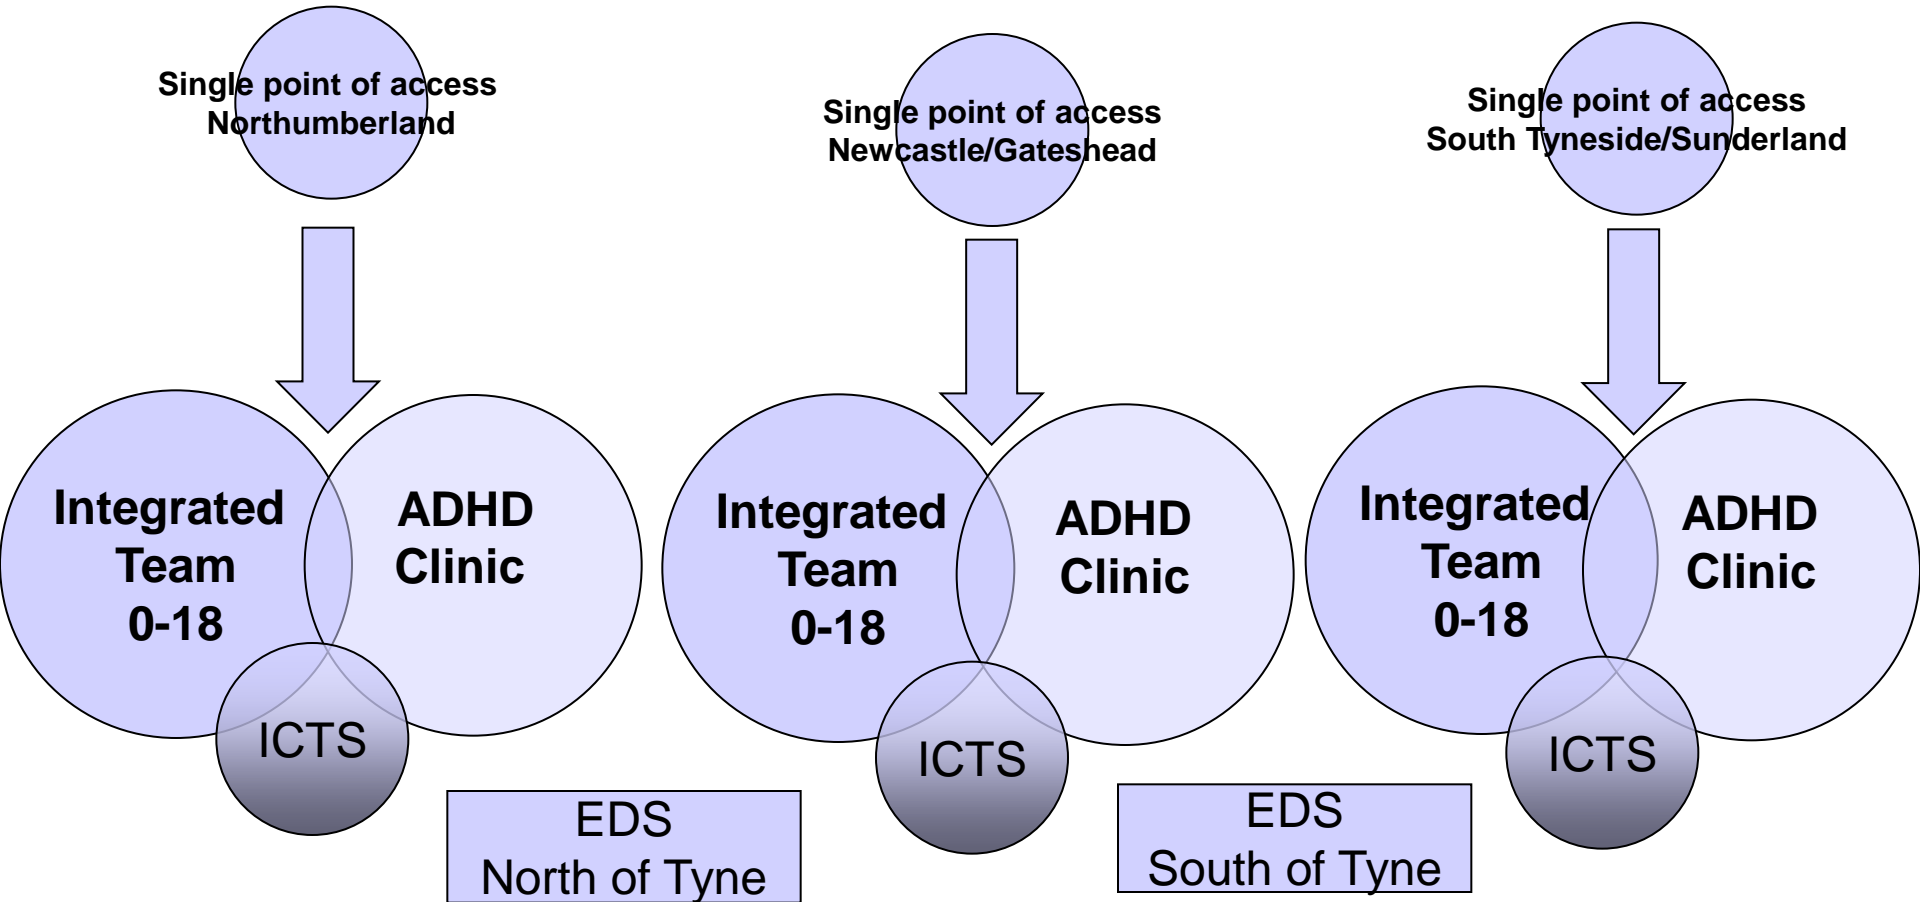 Single point of access
Northumberland
Single point of access
Newcastle/Gateshead
Single point of access
South Tyneside/Sunderland
Integrated
Team
0-18
ADHD
Clinic
ICTS
Integrated
Team
0-18
ADHD
Clinic
ICTS
Integrated
Team
0-18
ADHD
Clinic
ICTS
EDS
North of Tyne
EDS
South of Tyne